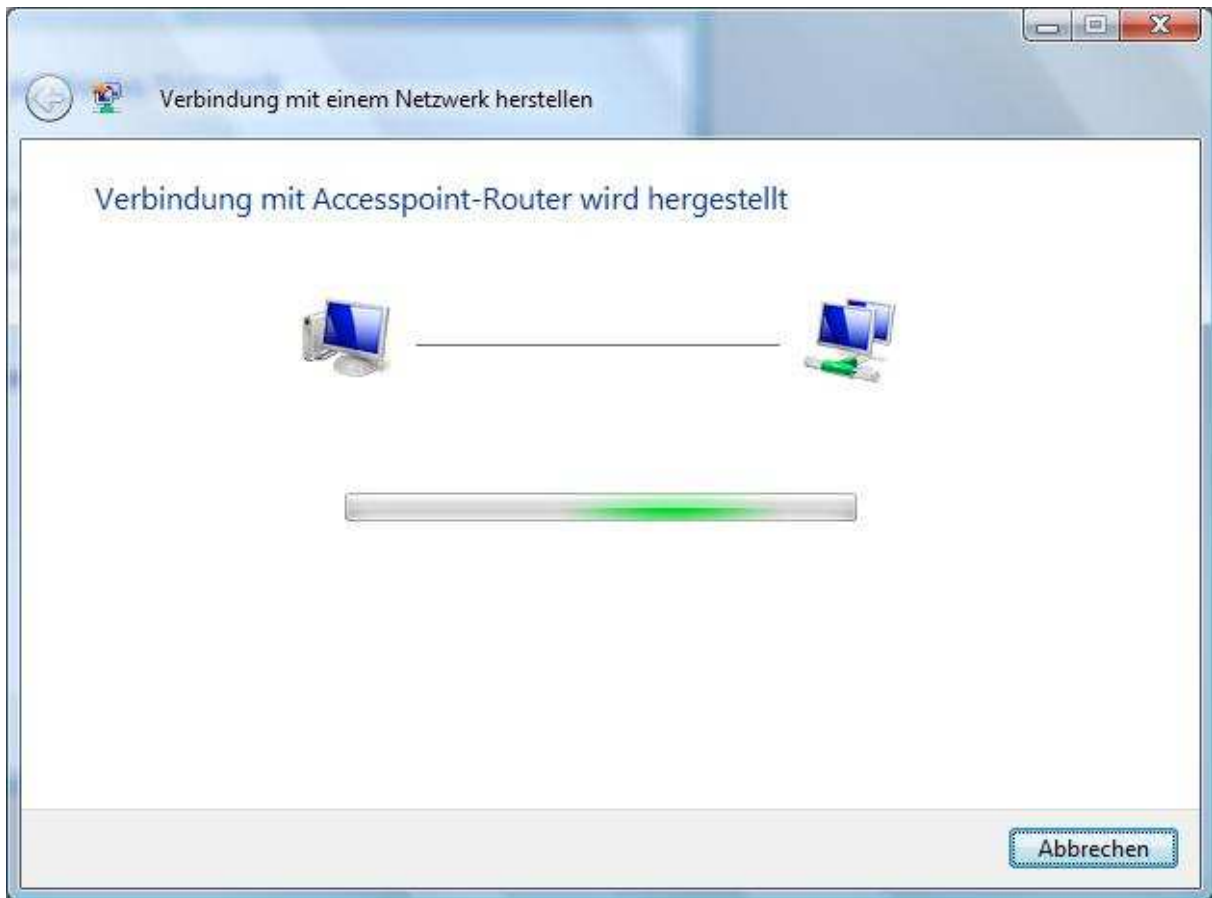 Verbindung mit einem Netzwerk herstellen
Verbindung mit Accesspoint-Router wird hergestellt
Abbrechen